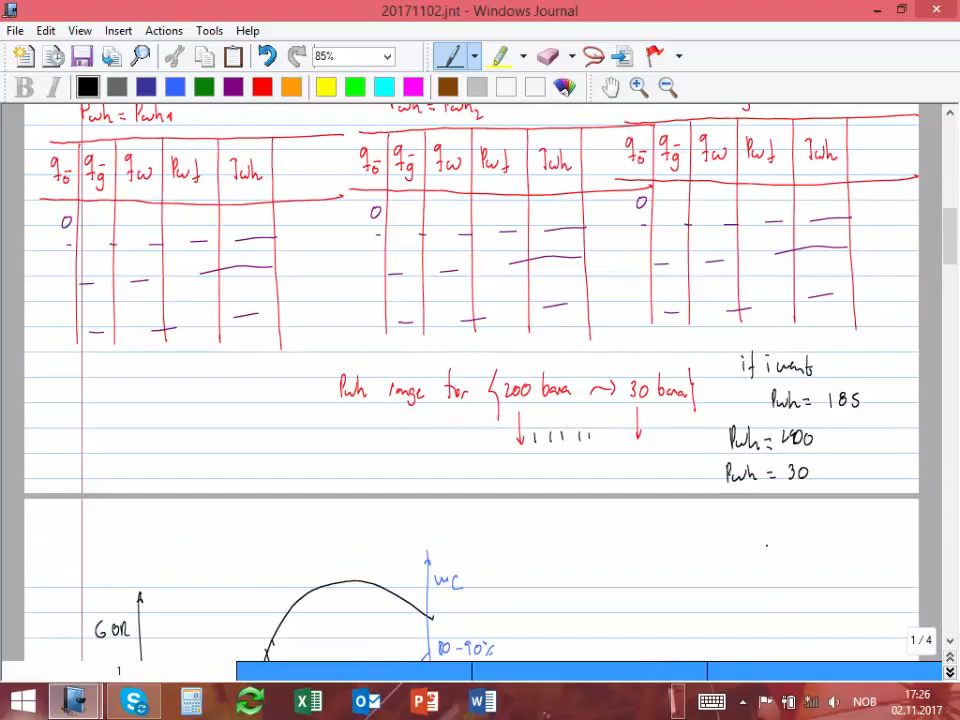 20171102.jnt - Windows Journal
File Edit View Insert Actions Tools Help
85%
B I
Pwh = Pwh1
Pwh = Pwh2
qō qḡ qw Pwf Twh
qō qḡ qw Pwf Twh
qō qḡ qw Pwf Twh
0
0
0
Pwh range for {200 bara ~> 30 bara}
if i want
Pwh = 185
Pwh = 200
Pwh = 30
WC
GOR
80-90%
1 / 4
1
NOB
17:26
02.11.2017